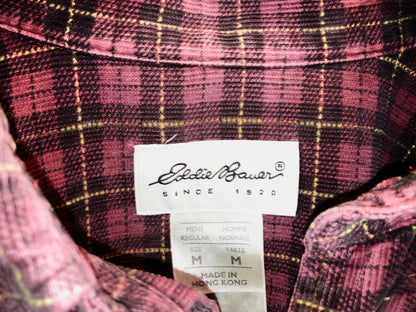 Eddie Bauer ®
SINCE 1920
MENS HOMME
REGULAR NORMALE
SIZE TAILLE
M M
MADE IN
HONG KONG